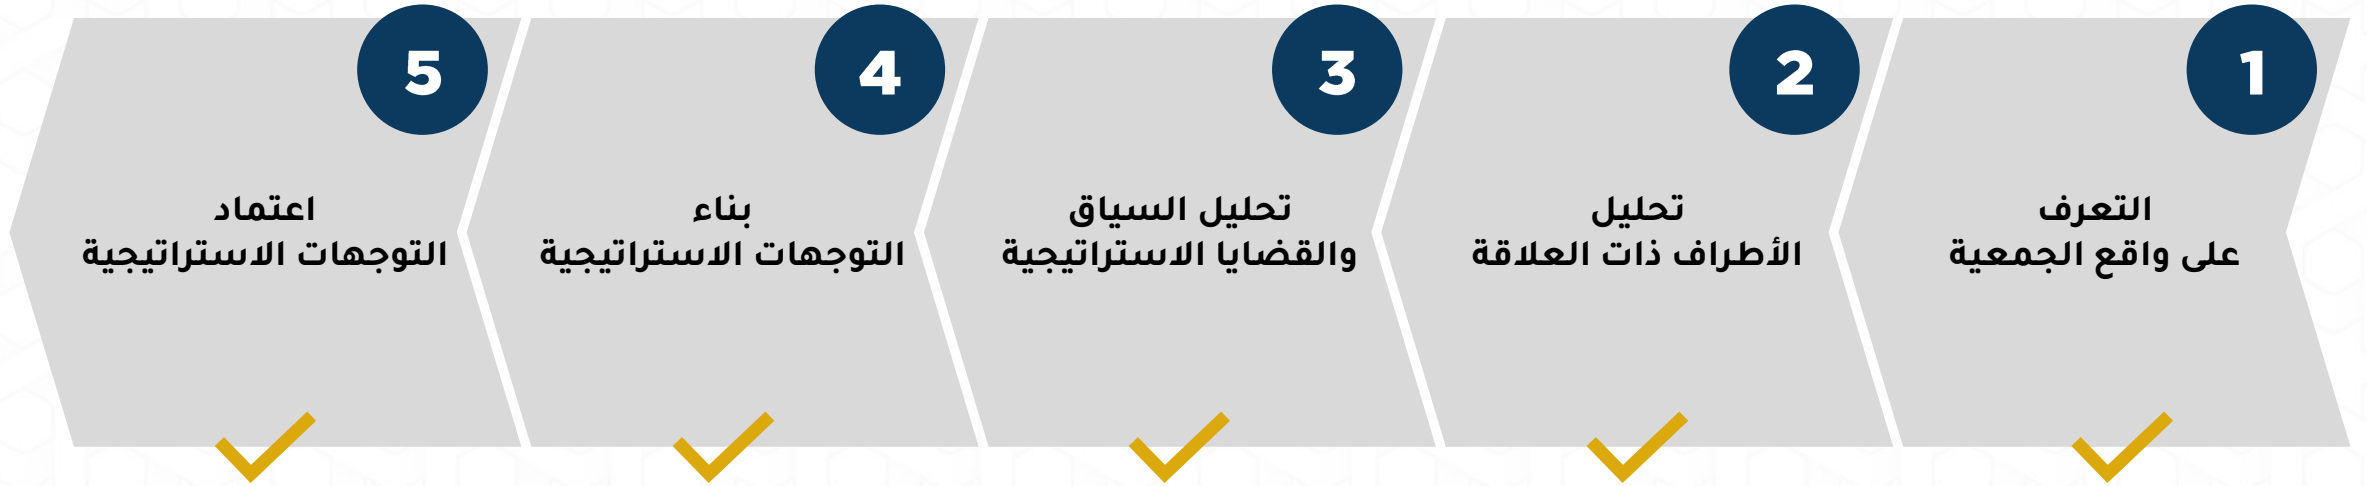 1
التعرف
على واقع الجمعية
2
تحليل
الأطراف ذات العلاقة
3
تحليل السياق
والقضايا الاستراتيجية
4
بناء
التوجهات الاستراتيجية
5
اعتماد
التوجهات الاستراتيجية